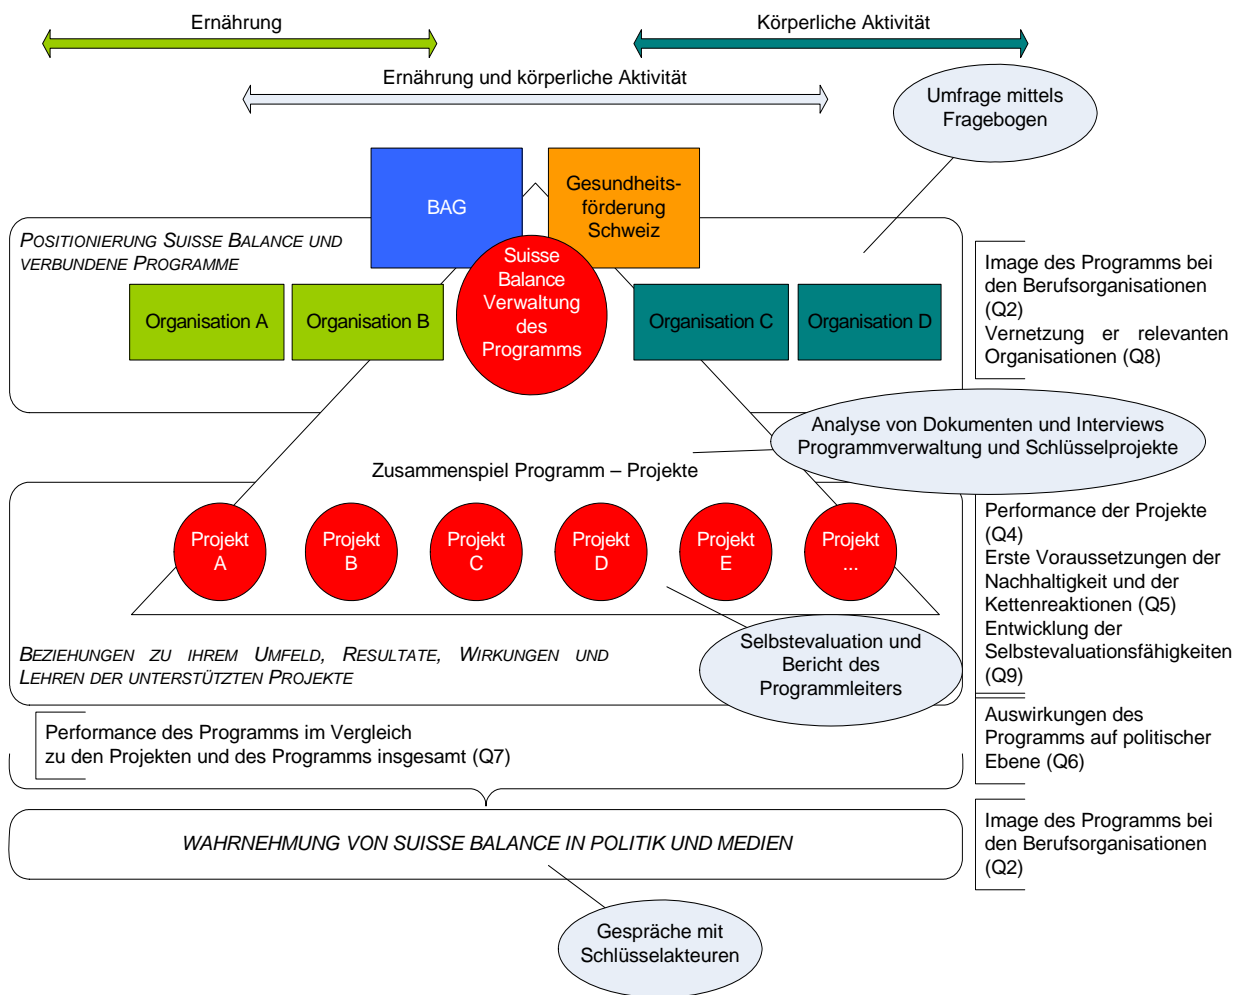 Ernährung
Körperliche Aktivität
Ernährung und körperliche Aktivität
Umfrage mittels
Fragebogen
BAG
Gesundheits-
förderung
Schweiz
POSITIONIERUNG SUISSE BALANCE UND
VERBUNDENE PROGRAMME
Suisse
Balance
Verwaltung
des
Programms
Organisation A
Organisation B
Organisation C
Organisation D
Image des Programms bei
den Berufsorganisationen
(Q2)
Vernetzung er relevanten
Organisationen (Q8)
Analyse von Dokumenten und Interviews
Programmverwaltung und Schlüsselprojekte
Zusammenspiel Programm – Projekte
Projekt
A
Projekt
B
Projekt
C
Projekt
D
Projekt
E
Projekt
...
Performance der Projekte
(Q4)
Erste Voraussetzungen der
Nachhaltigkeit und der
Kettenreaktionen (Q5)
Entwicklung der
Selbstevaluationsfähigkeiten
(Q9)
Selbstevaluation und
Bericht des
Programmleiters
BEZIEHUNGEN ZU IHREM UMFELD, RESULTATE, WIRKUNGEN UND
LEHREN DER UNTERSTÜTZTEN PROJEKTE
Performance des Programms im Vergleich
zu den Projekten und des Programms insgesamt (Q7)
Auswirkungen des
Programms auf politischer
Ebene (Q6)
WAHRNEHMUNG VON SUISSE BALANCE IN POLITIK UND MEDIEN
Image des Programms bei
den Berufsorganisationen
(Q2)
Gespräche mit
Schlüsselakteuren